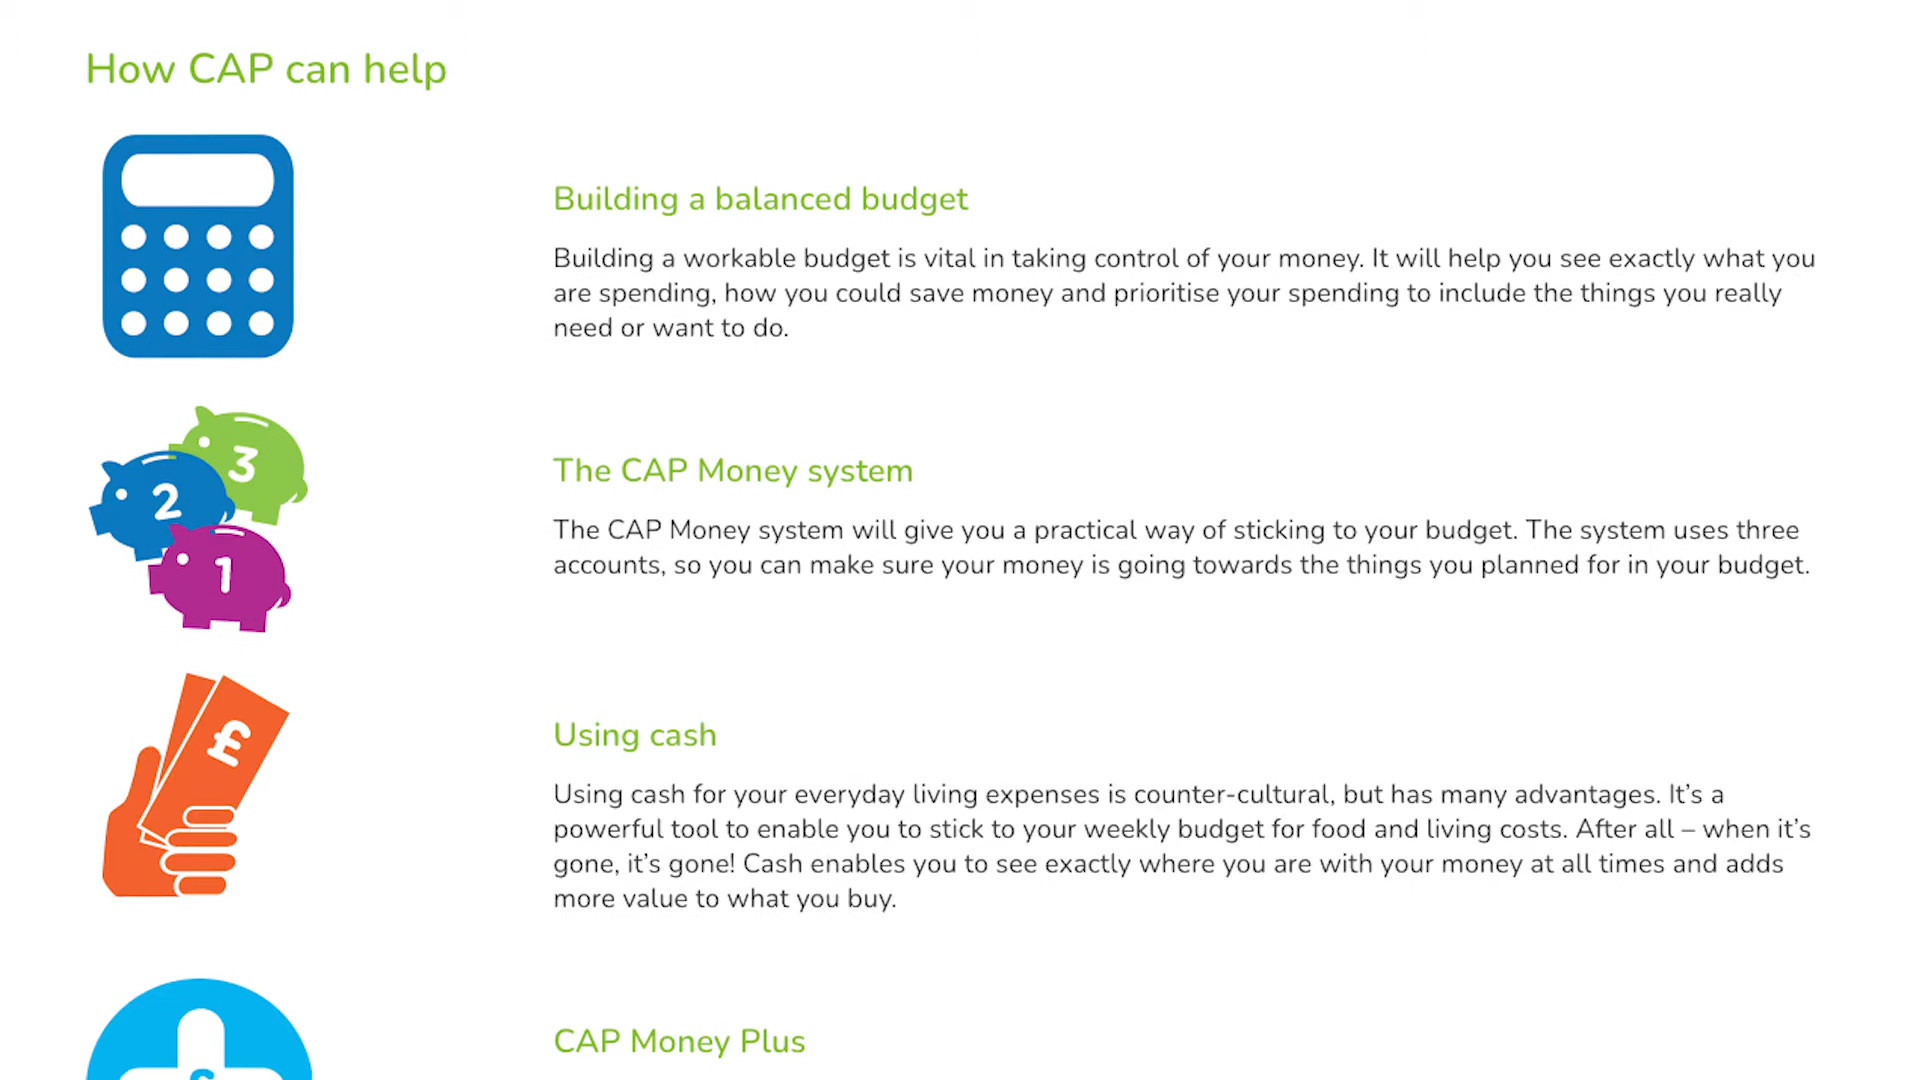 How CAP can help
Building a balanced budget
Building a workable budget is vital in taking control of your money. It will help you see exactly what you
are spending, how you could save money and prioritise your spending to include the things you really
need or want to do.
3
2
1
The CAP Money system
The CAP Money system will give you a practical way of sticking to your budget. The system uses three
accounts, so you can make sure your money is going towards the things you planned for in your budget.
£
Using cash
Using cash for your everyday living expenses is counter-cultural, but has many advantages. It’s a
powerful tool to enable you to stick to your weekly budget for food and living costs. After all – when it’s
gone, it’s gone! Cash enables you to see exactly where you are with your money at all times and adds
more value to what you buy.
CAP Money Plus